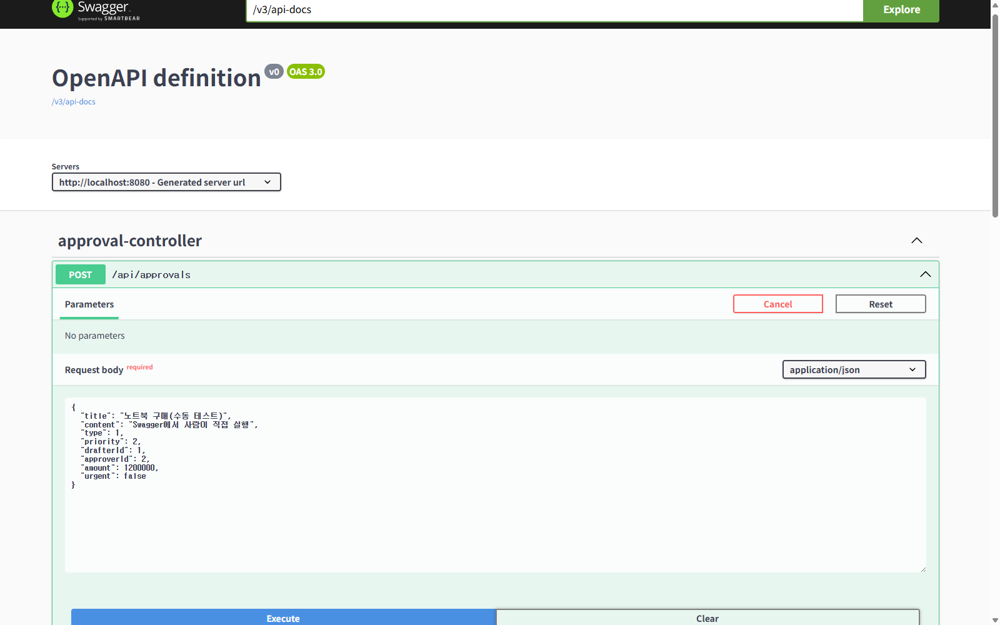 Swagger
Supported by SMARTBEAR
/v3/api-docs
Explore
OpenAPI definition v0 OAS 3.0
/v3/api-docs
Servers
http://localhost:8080 - Generated server url
approval-controller
POST /api/approvals
Parameters
Cancel
Reset
No parameters
Request body required
application/json
{
  "title": "노트북 구매(수동 테스트)",
  "content": "Swagger에서 사람이 직접 실행",
  "type": 1,
  "priority": 2,
  "drafterId": 1,
  "approverId": 2,
  "amount": 1200000,
  "urgent": false
}
Execute
Clear